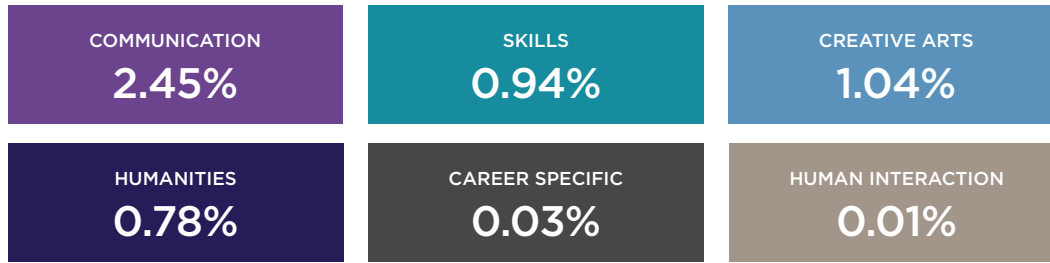 COMMUNICATION
2.45%
SKILLS
0.94%
CREATIVE ARTS
1.04%
HUMANITIES
0.78%
CAREER SPECIFIC
0.03%
HUMAN INTERACTION
0.01%